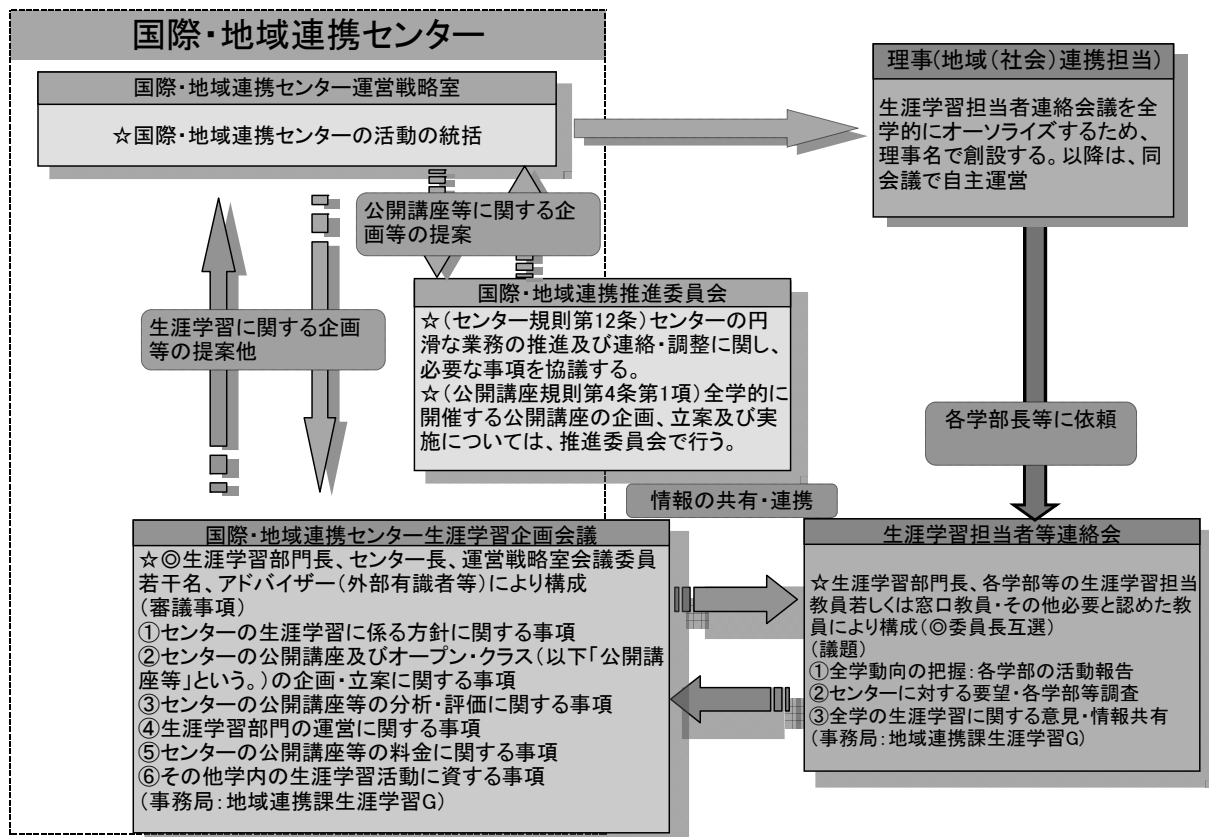 国際・地域連携センター
国際・地域連携センター運営戦略室
☆国際・地域連携センターの活動の統括
理事(地域(社会)連携担当)
生涯学習担当者連絡会議を全
学的にオーソライズするため、
理事名で創設する。以降は、同
会議で自主運営
公開講座等に関する企
画等の提案
生涯学習に関する企画
等の提案他
国際・地域連携推進委員会
☆(センター規則第12条)センターの円
滑な業務の推進及び連絡・調整に関し、
必要な事項を協議する。
☆(公開講座規則第4条第1項)全学的に
開催する公開講座の企画、立案及び実
施については、推進委員会で行う。
各学部長等に依頼
情報の共有・連携
国際・地域連携センター生涯学習企画会議
☆◎生涯学習部門長、センター長、運営戦略室会議委員
若干名、アドバイザー(外部有識者等)により構成
(審議事項)
①センターの生涯学習に係る方針に関する事項
②センターの公開講座及びオープン・クラス(以下「公開講
座等」という。)の企画・立案に関する事項
③センターの公開講座等の分析・評価に関する事項
④生涯学習部門の運営に関する事項
⑤センターの公開講座等の料金に関する事項
⑥その他学内の生涯学習活動に資する事項
(事務局:地域連携課生涯学習G)
生涯学習担当者等連絡会
☆生涯学習部門長、各学部等の生涯学習担当
教員若しくは窓口教員・その他必要と認めた教
員により構成(◎委員長互選)
(議題)
①全学動向の把握:各学部の活動報告
②センターに対する要望・各学部等調査
③全学の生涯学習に関する意見・情報共有
(事務局:地域連携課生涯学習G)